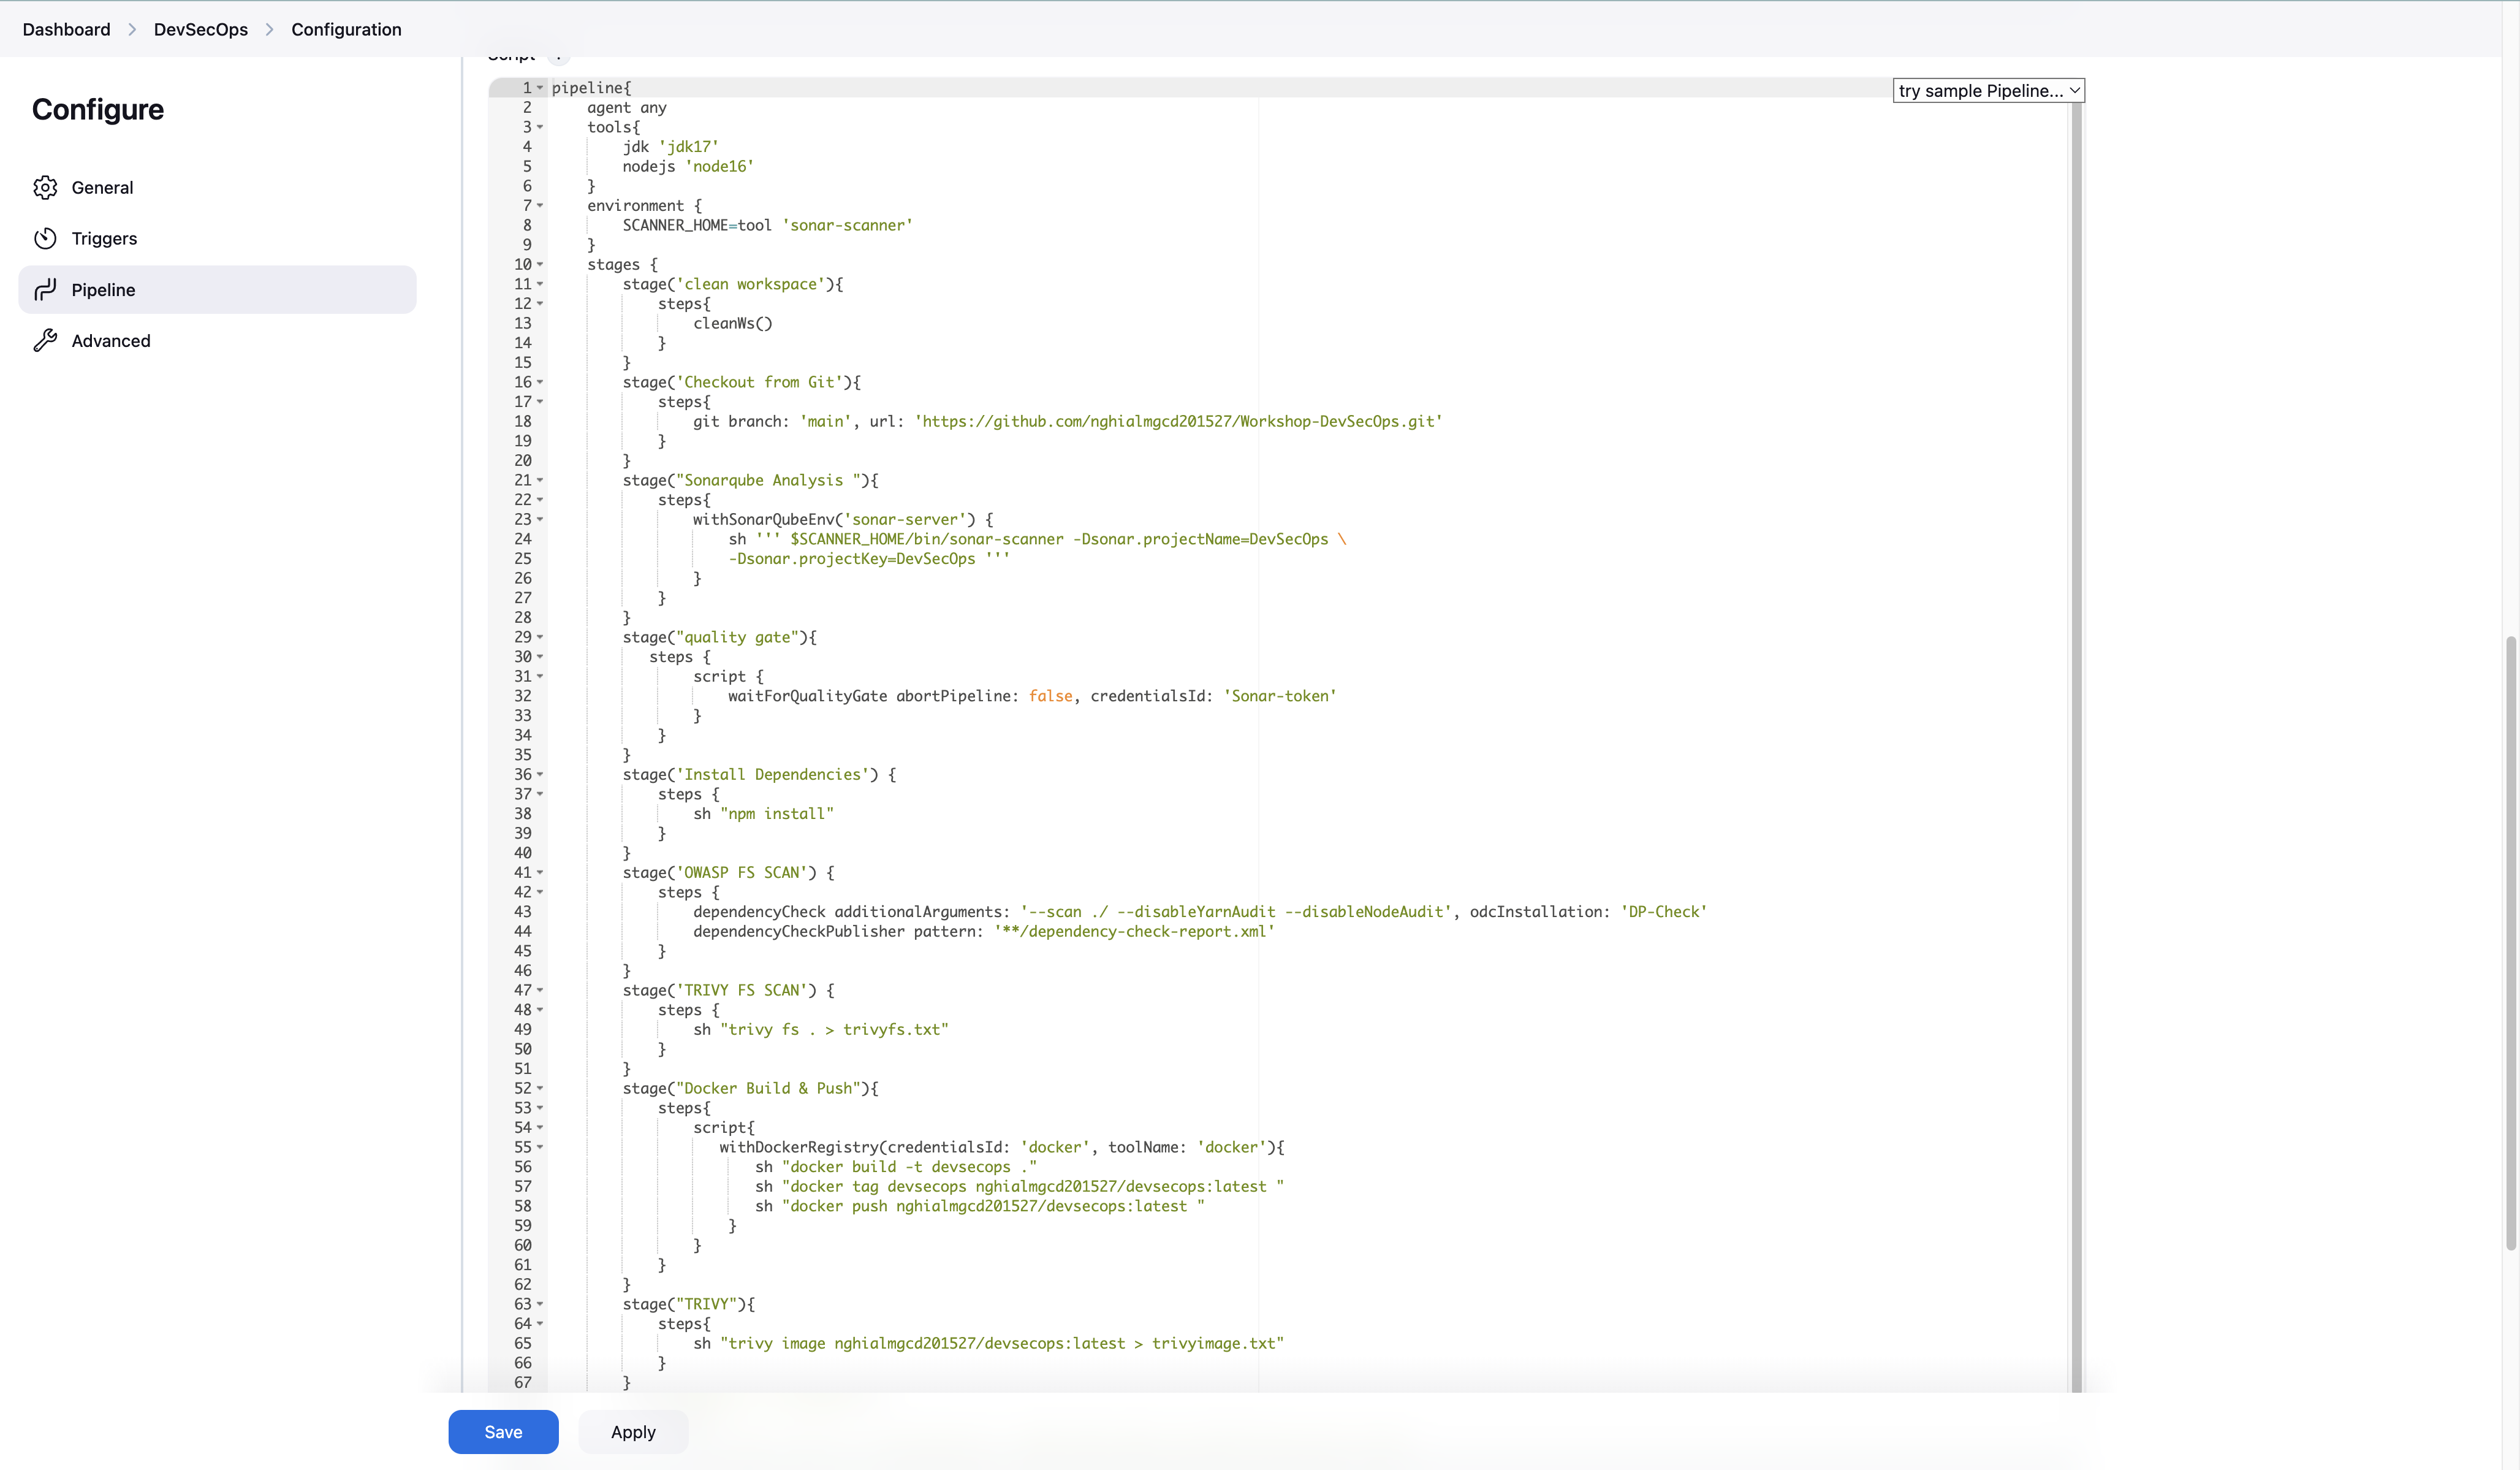 Dashboard > DevSecOps > Configuration
Configure
General
Triggers
Pipeline
Advanced
try sample Pipeline...
1 pipeline{
2     agent any
3     tools{
4         jdk 'jdk17'
5         nodejs 'node16'
6     }
7     environment {
8         SCANNER_HOME=tool 'sonar-scanner'
9     }
10     stages {
11         stage('clean workspace'){
12             steps{
13                 cleanWs()
14             }
15         }
16         stage('Checkout from Git'){
17             steps{
18                 git branch: 'main', url: 'https://github.com/nghialmgcd201527/Workshop-DevSecOps.git'
19             }
20         }
21         stage("Sonarqube Analysis "){
22             steps{
23                 withSonarQubeEnv('sonar-server') {
24                     sh ''' $SCANNER_HOME/bin/sonar-scanner -Dsonar.projectName=DevSecOps \
25                     -Dsonar.projectKey=DevSecOps '''
26                 }
27             }
28         }
29         stage("quality gate"){
30            steps {
31                 script {
32                     waitForQualityGate abortPipeline: false, credentialsId: 'Sonar-token'
33                 }
34             }
35         }
36         stage('Install Dependencies') {
37             steps {
38                 sh "npm install"
39             }
40         }
41         stage('OWASP FS SCAN') {
42             steps {
43                 dependencyCheck additionalArguments: '--scan ./ --disableYarnAudit --disableNodeAudit', odcInstallation: 'DP-Check'
44                 dependencyCheckPublisher pattern: '**/dependency-check-report.xml'
45             }
46         }
47         stage('TRIVY FS SCAN') {
48             steps {
49                 sh "trivy fs . > trivyfs.txt"
50             }
51         }
52         stage("Docker Build & Push"){
53             steps{
54                 script{
55                    withDockerRegistry(credentialsId: 'docker', toolName: 'docker'){
56                        sh "docker build -t devsecops ."
57                        sh "docker tag devsecops nghialmgcd201527/devsecops:latest "
58                        sh "docker push nghialmgcd201527/devsecops:latest "
59                     }
60                 }
61             }
62         }
63         stage("TRIVY"){
64             steps{
65                 sh "trivy image nghialmgcd201527/devsecops:latest > trivyimage.txt"
66             }
67         }
Save
Apply